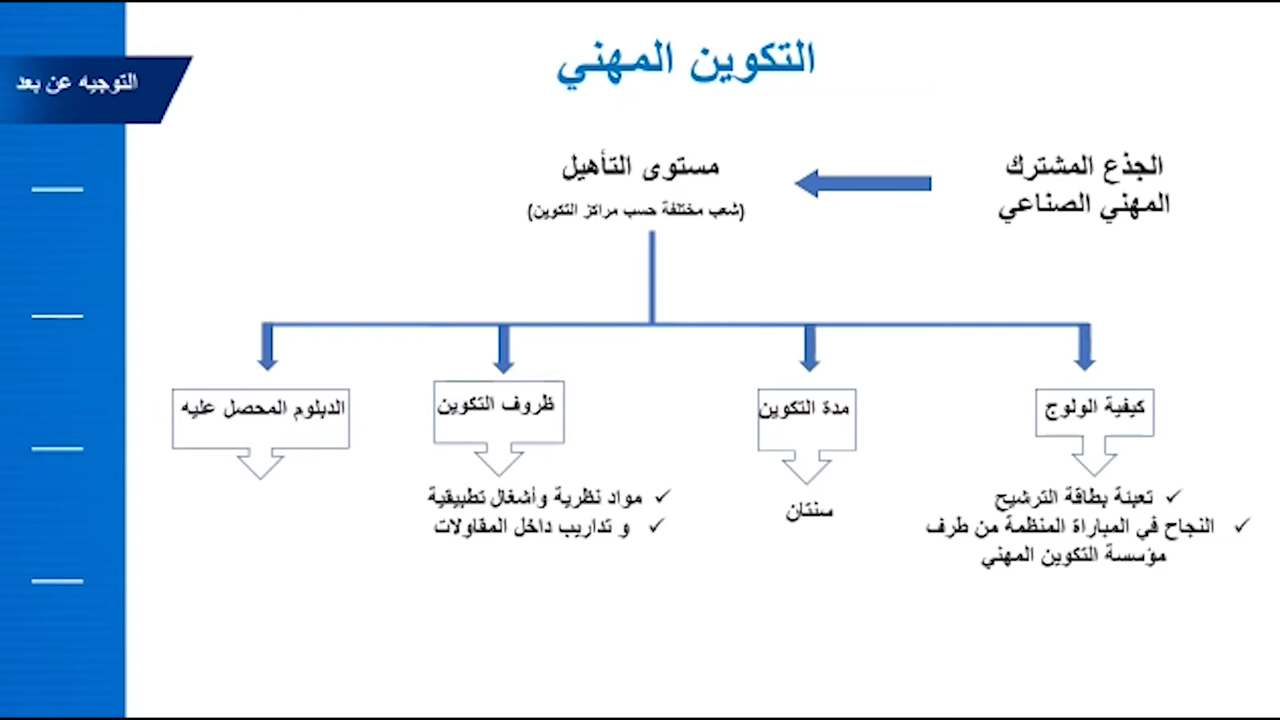 التكوين المهني
التوجيه عن بعد
الجذع المشترك
المهني الصناعي
مستوى التأهيل
(شعب مختلفة حسب مراكز التكوين)
كيفية الولوج
مدة التكوين
ظروف التكوين
الدبلوم المحصل عليه
✓ تعبئة بطاقة الترشيح
✓ النجاح في المباراة المنظمة من طرف
مؤسسة التكوين المهني
سنتان
✓ مواد نظرية وأشغال تطبيقية
✓ و تداريب داخل المقاولات